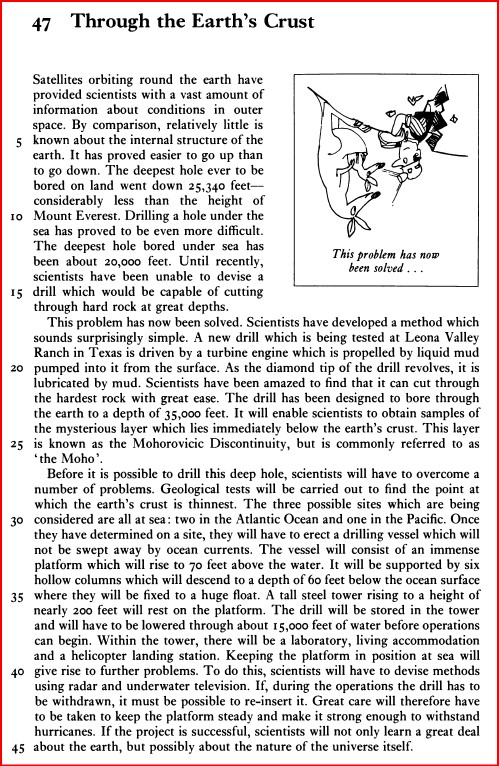 47 Through the Earth's Crust
Satellites orbiting round the earth have
provided scientists with a vast amount of
information about conditions in outer
space. By comparison, relatively little is
5 known about the internal structure of the
earth. It has proved easier to go up than
to go down. The deepest hole ever to be
bored on land went down 25,340 feet—
considerably less than the height of
10 Mount Everest. Drilling a hole under the
sea has proved to be even more difficult.
The deepest hole bored under sea has
been about 20,000 feet. Until recently,
scientists have been unable to devise a
15 drill which would be capable of cutting
through hard rock at great depths.
This problem has now
been solved . . .
This problem has now been solved. Scientists have developed a method which
sounds surprisingly simple. A new drill which is being tested at Leona Valley
Ranch in Texas is driven by a turbine engine which is propelled by liquid mud
20 pumped into it from the surface. As the diamond tip of the drill revolves, it is
lubricated by mud. Scientists have been amazed to find that it can cut through
the hardest rock with great ease. The drill has been designed to bore through
the earth to a depth of 35,000 feet. It will enable scientists to obtain samples of
the mysterious layer which lies immediately below the earth's crust. This layer
25 is known as the Mohorovicic Discontinuity, but is commonly referred to as
'the Moho'.
Before it is possible to drill this deep hole, scientists will have to overcome a
number of problems. Geological tests will be carried out to find the point at
which the earth's crust is thinnest. The three possible sites which are being
30 considered are all at sea: two in the Atlantic Ocean and one in the Pacific. Once
they have determined on a site, they will have to erect a drilling vessel which will
not be swept away by ocean currents. The vessel will consist of an immense
platform which will rise to 70 feet above the water. It will be supported by six
hollow columns which will descend to a depth of 60 feet below the ocean surface
35 where they will be fixed to a huge float. A tall steel tower rising to a height of
nearly 200 feet will rest on the platform. The drill will be stored in the tower
and will have to be lowered through about 15,000 feet of water before operations
can begin. Within the tower, there will be a laboratory, living accommodation
and a helicopter landing station. Keeping the platform in position at sea will
40 give rise to further problems. To do this, scientists will have to devise methods
using radar and underwater television. If, during the operations the drill has to
be withdrawn, it must be possible to re-insert it. Great care will therefore have
to be taken to keep the platform steady and make it strong enough to withstand
hurricanes. If the project is successful, scientists will not only learn a great deal
45 about the earth, but possibly about the nature of the universe itself.